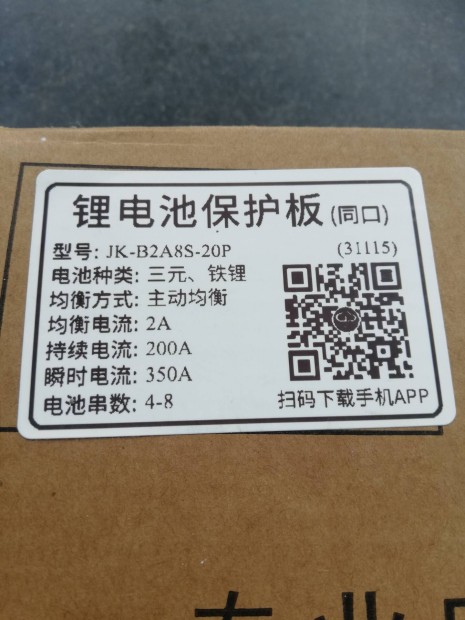 锂电池保护板(同口)
型号: JK-B2A8S-20P (31115)
电池种类: 三元、铁锂
均衡方式: 主动均衡
均衡电流: 2A
持续电流: 200A
瞬时电流: 350A
电池串数: 4-8
扫码下载手机APP
专业